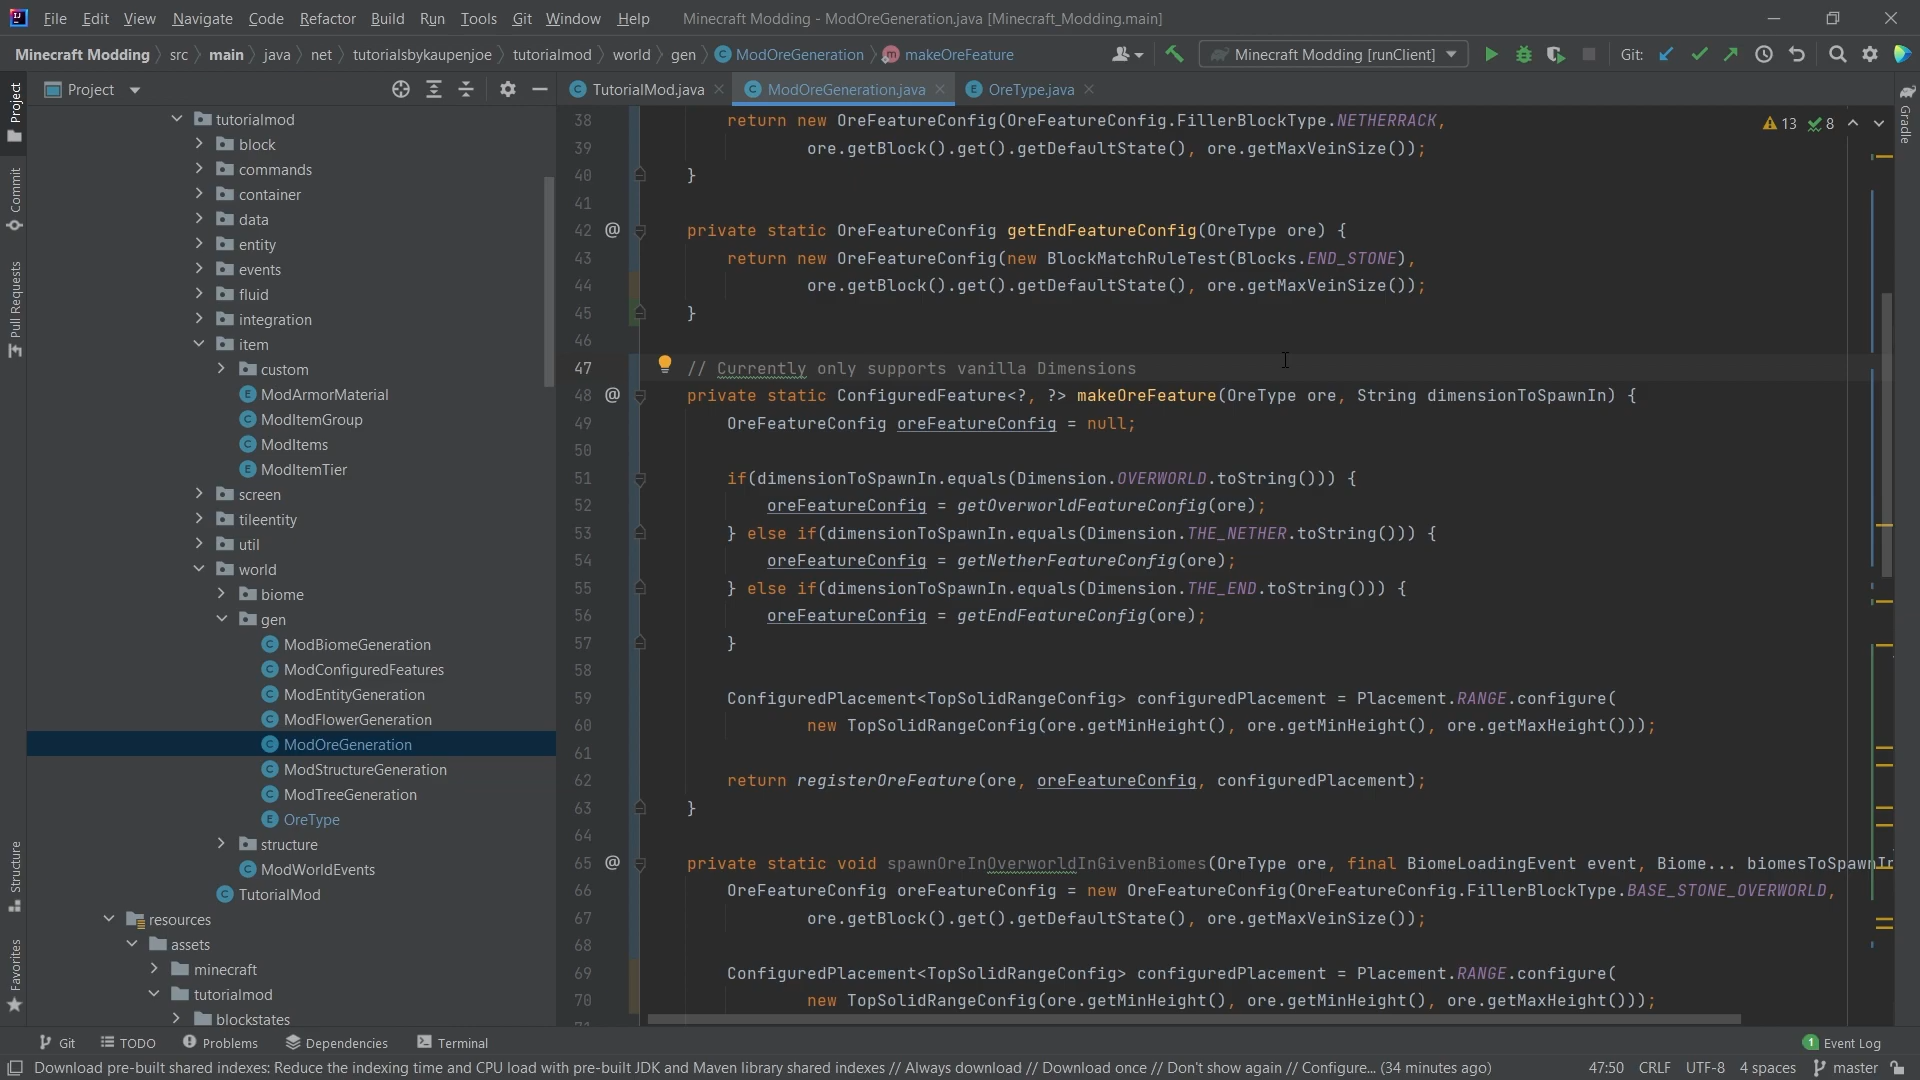 File Edit View Navigate Code Refactor Build Run Tools Git Window Help Minecraft Modding - ModOreGeneration.java [Minecraft_Modding.main]
Minecraft Modding src main java net tutorialsbykaupenjoe tutorialmod world gen ModOreGeneration makeOreFeature Minecraft Modding [runClient] Git:
Project
TutorialMod.java ModOreGeneration.java OreType.java
Project
Commit
Pull Requests
Structure
Favorites
tutorialmod
block
commands
container
data
entity
events
fluid
integration
item
custom
ModArmorMaterial
ModItemGroup
ModItems
ModItemTier
screen
tileentity
util
world
biome
gen
ModBiomeGeneration
ModConfiguredFeatures
ModEntityGeneration
ModFlowerGeneration
ModOreGeneration
ModStructureGeneration
ModTreeGeneration
OreType
structure
ModWorldEvents
TutorialMod
resources
assets
minecraft
tutorialmod
blockstates
13 8
Gradle
38 return new OreFeatureConfig(OreFeatureConfig.FillerBlockType.NETHERRACK,
39 ore.getBlock().get().getDefaultState(), ore.getMaxVeinSize());
40 }
41
42 @ private static OreFeatureConfig getEndFeatureConfig(OreType ore) {
43 return new OreFeatureConfig(new BlockMatchRuleTest(Blocks.END_STONE),
44 ore.getBlock().get().getDefaultState(), ore.getMaxVeinSize());
45 }
46
47 // Currently only supports vanilla Dimensions
48 @ private static ConfiguredFeature<?, ?> makeOreFeature(OreType ore, String dimensionToSpawnIn) {
49 OreFeatureConfig oreFeatureConfig = null;
50
51 if(dimensionToSpawnIn.equals(Dimension.OVERWORLD.toString())) {
52 oreFeatureConfig = getOverworldFeatureConfig(ore);
53 } else if(dimensionToSpawnIn.equals(Dimension.THE_NETHER.toString())) {
54 oreFeatureConfig = getNetherFeatureConfig(ore);
55 } else if(dimensionToSpawnIn.equals(Dimension.THE_END.toString())) {
56 oreFeatureConfig = getEndFeatureConfig(ore);
57 }
58
59 ConfiguredPlacement<TopSolidRangeConfig> configuredPlacement = Placement.RANGE.configure(
60 new TopSolidRangeConfig(ore.getMinHeight(), ore.getMinHeight(), ore.getMaxHeight()));
61
62 return registerOreFeature(ore, oreFeatureConfig, configuredPlacement);
63 }
64
65 @ private static void spawnOreInOverworldInGivenBiomes(OreType ore, final BiomeLoadingEvent event, Biome... biomesToSpawnIn
66 OreFeatureConfig oreFeatureConfig = new OreFeatureConfig(OreFeatureConfig.FillerBlockType.BASE_STONE_OVERWORLD,
67 ore.getBlock().get().getDefaultState(), ore.getMaxVeinSize());
68
69 ConfiguredPlacement<TopSolidRangeConfig> configuredPlacement = Placement.RANGE.configure(
70 new TopSolidRangeConfig(ore.getMinHeight(), ore.getMinHeight(), ore.getMaxHeight()));
Git TODO Problems Dependencies Terminal 1 Event Log
Download pre-built shared indexes: Reduce the indexing time and CPU load with pre-built JDK and Maven library shared indexes // Always download // Download once // Don't show again // Configure... (34 minutes ago) 47:50 CRLF UTF-8 4 spaces master